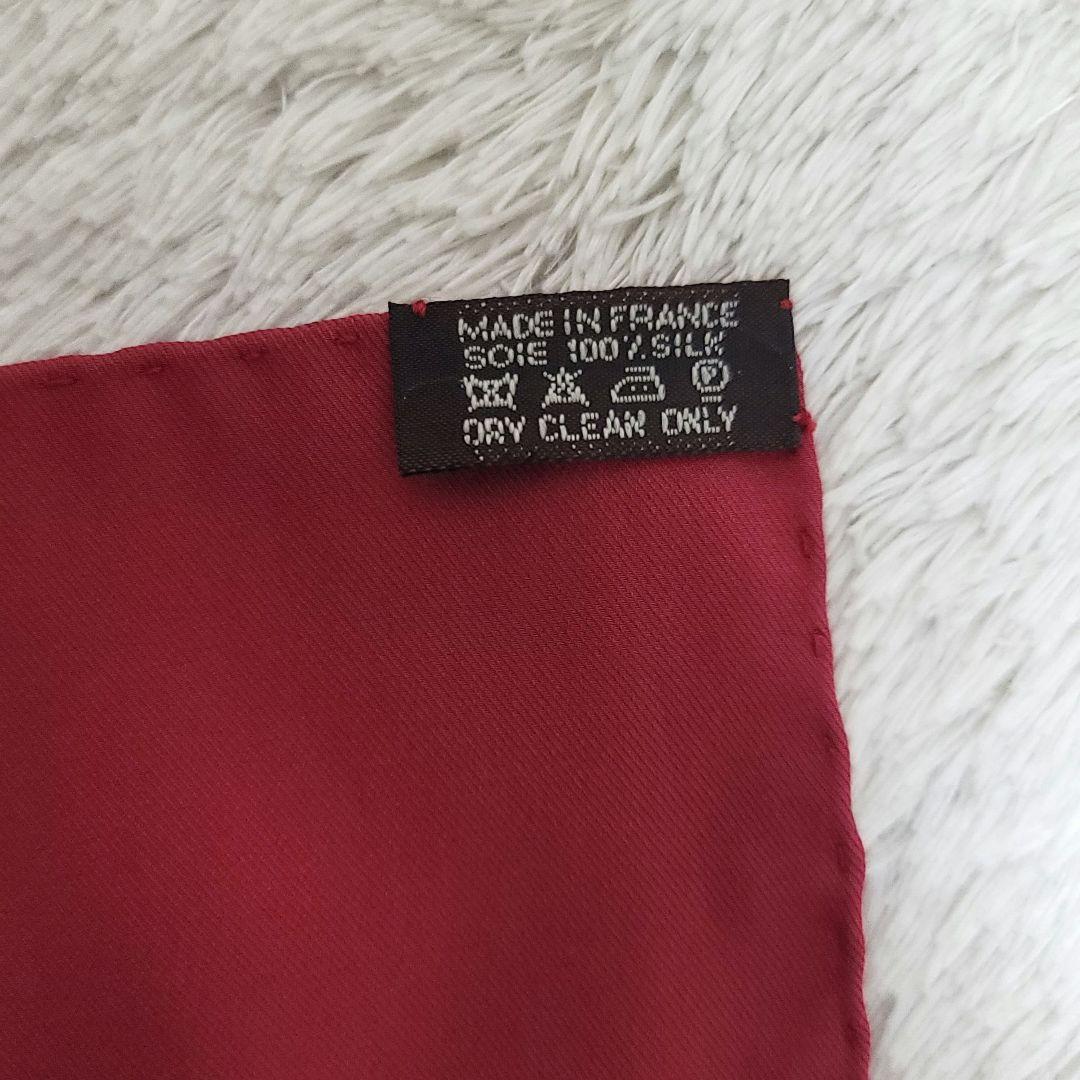 MADE IN FRANCE
SOIE 100% SILK
P
DRY CLEAN ONLY